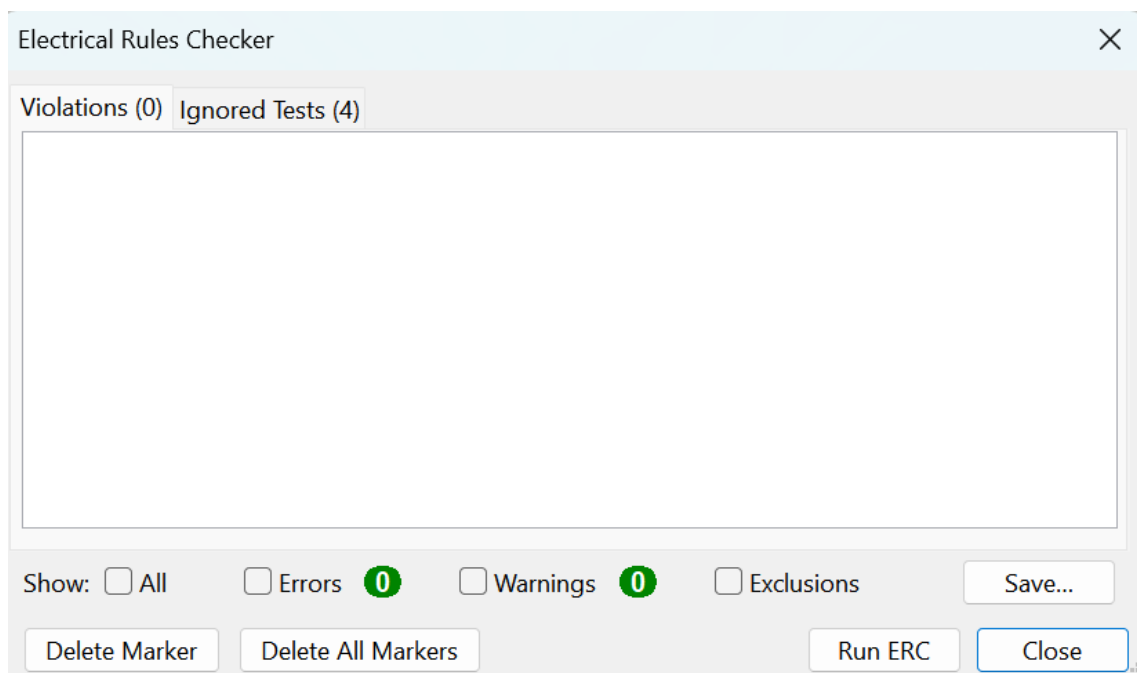 Electrical Rules Checker
Violations (0) Ignored Tests (4)
Show: All Errors 0 Warnings 0 Exclusions Save...
Delete Marker Delete All Markers Run ERC Close